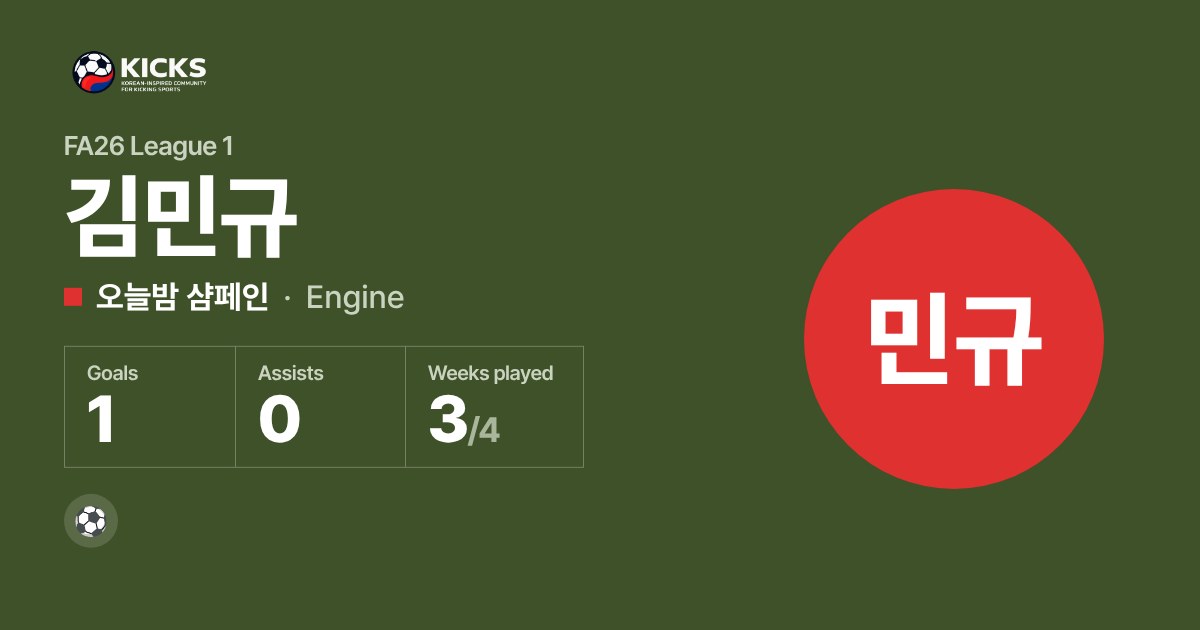 KICKS
KOREAN-INSPIRED COMMUNITY
FOR KICKING SPORTS
FA26 League 1
김민규
오늘밤 샴페인 · Engine
Goals
1
Assists
0
Weeks played
3/4
민규